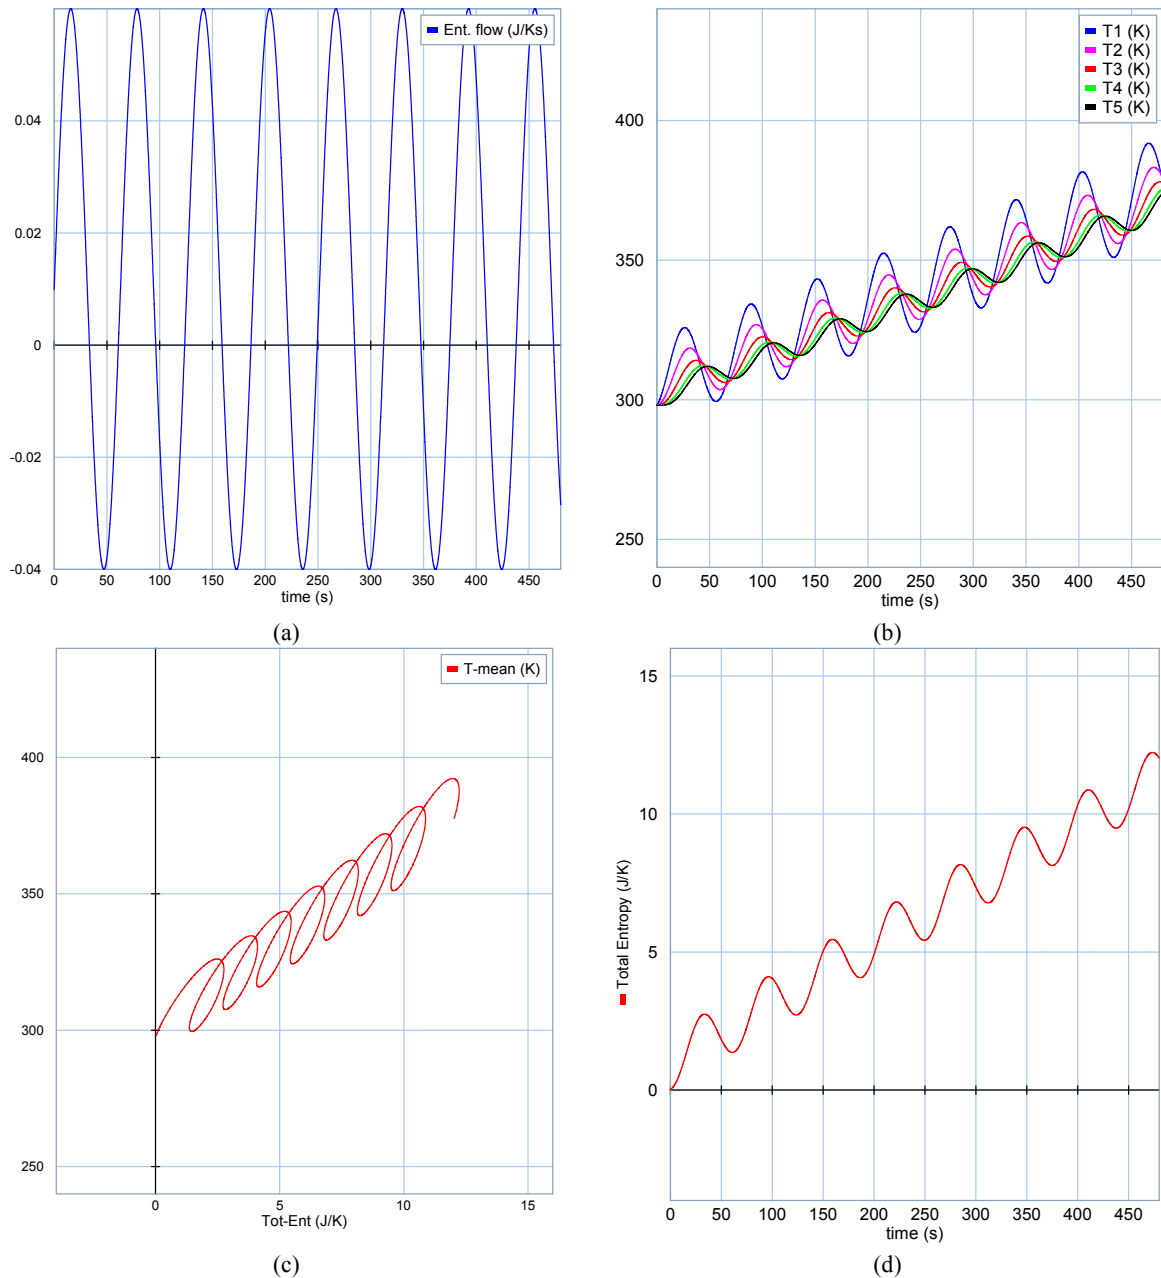 Ent. flow (J/Ks)
0.04
0.02
0
-0.02
-0.04
0 50 100 150 200 250 300 350 400 450
time (s)
(a)
T1 (K)
T2 (K)
T3 (K)
T4 (K)
T5 (K)
400
350
300
250
0 50 100 150 200 250 300 350 400 450
time (s)
(b)
T-mean (K)
400
350
300
250
0 5 10 15
Tot-Ent (J/K)
(c)
15
10
5
0
Total Entropy (J/K)
0 50 100 150 200 250 300 350 400 450
time (s)
(d)